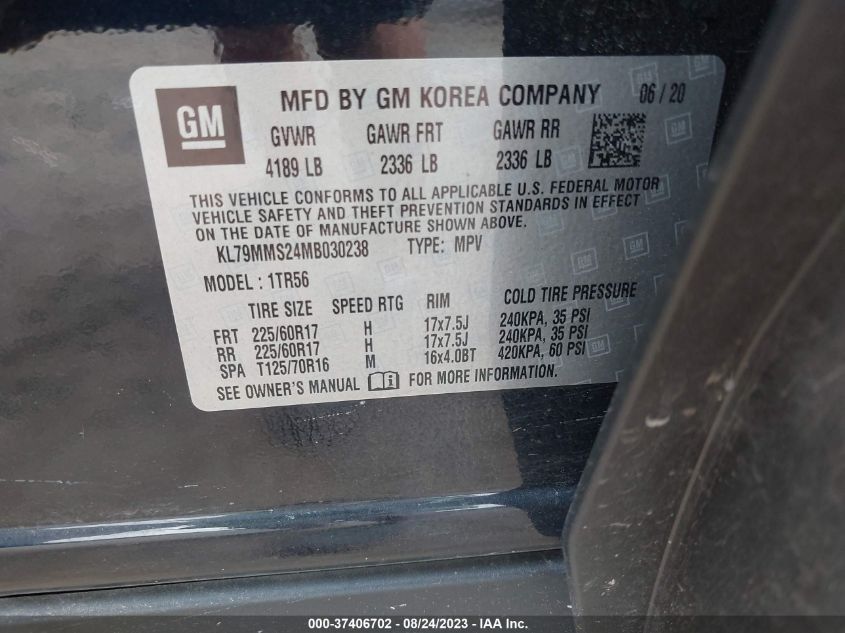 GM
MFD BY GM KOREA COMPANY 06 / 20
GVWR GAWR FRT GAWR RR
4189 LB 2336 LB 2336 LB
THIS VEHICLE CONFORMS TO ALL APPLICABLE U.S. FEDERAL MOTOR
VEHICLE SAFETY AND THEFT PREVENTION STANDARDS IN EFFECT
ON THE DATE OF MANUFACTURE SHOWN ABOVE.
KL79MMS24MB030238 TYPE: MPV
MODEL : 1TR56
TIRE SIZE SPEED RTG RIM COLD TIRE PRESSURE
FRT 225/60R17 H 17x7.5J 240KPA, 35 PSI
RR 225/60R17 H 17x7.5J 240KPA, 35 PSI
SPA T125/70R16 M 16x4.0BT 420KPA, 60 PSI
SEE OWNER'S MANUAL FOR MORE INFORMATION.
000-37406702 - 08/24/2023 - IAA Inc.